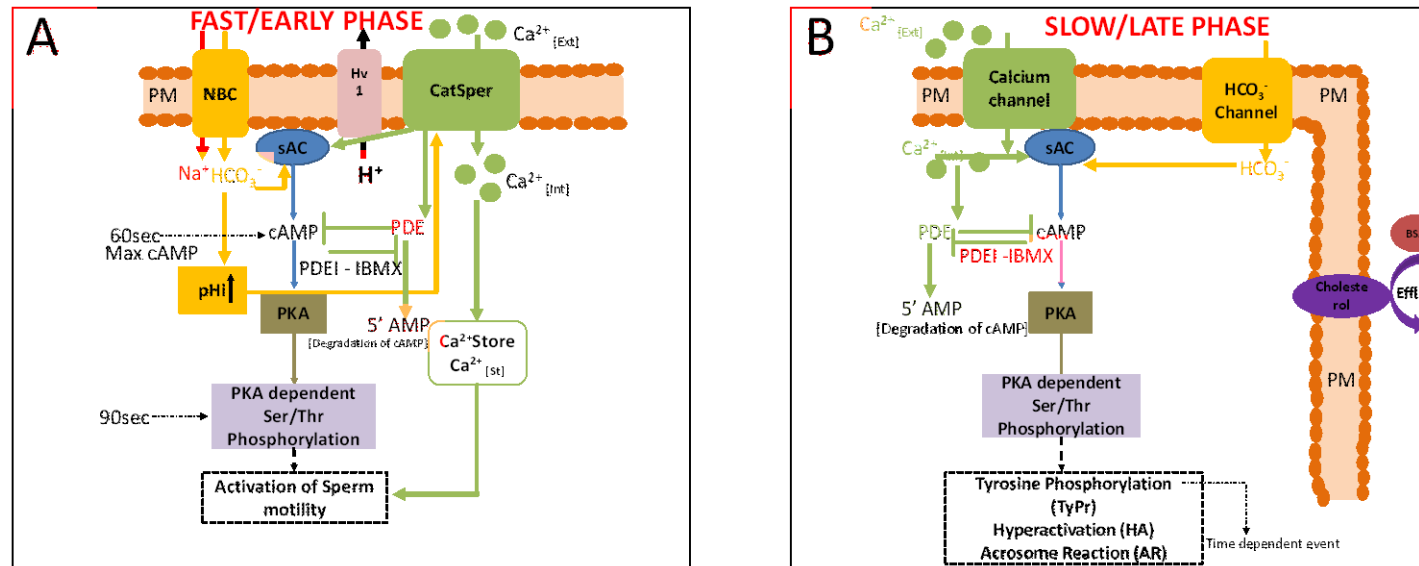 A
FAST/EARLY PHASE
Ca²⁺ [Ext]
PM
NBC
Hv
1
CatSper
sAC
Na⁺
HCO₃⁻
H⁺
Ca²⁺ [Int]
60sec
Max cAMP
cAMP
PDE
PDEI - IBMX
pHi
PKA
5' AMP
[Degradation of cAMP]
Ca²⁺Store
Ca²⁺ [St]
90sec
PKA dependent
Ser/Thr
Phosphorylation
Activation of Sperm
motility
B
SLOW/LATE PHASE
Ca²⁺ [Ext]
PM
Calcium
channel
HCO₃⁻
Channel
PM
Ca²⁺ [Int]
sAC
HCO₃⁻
PDE
cAMP
PDEI -IBMX
BS
Choleste
rol
Effl
5' AMP
[Degradation of cAMP]
PKA
PM
PKA dependent
Ser/Thr
Phosphorylation
Tyrosine Phosphorylation
(TyPr)
Hyperactivation (HA)
Acrosome Reaction (AR)
Time dependent event